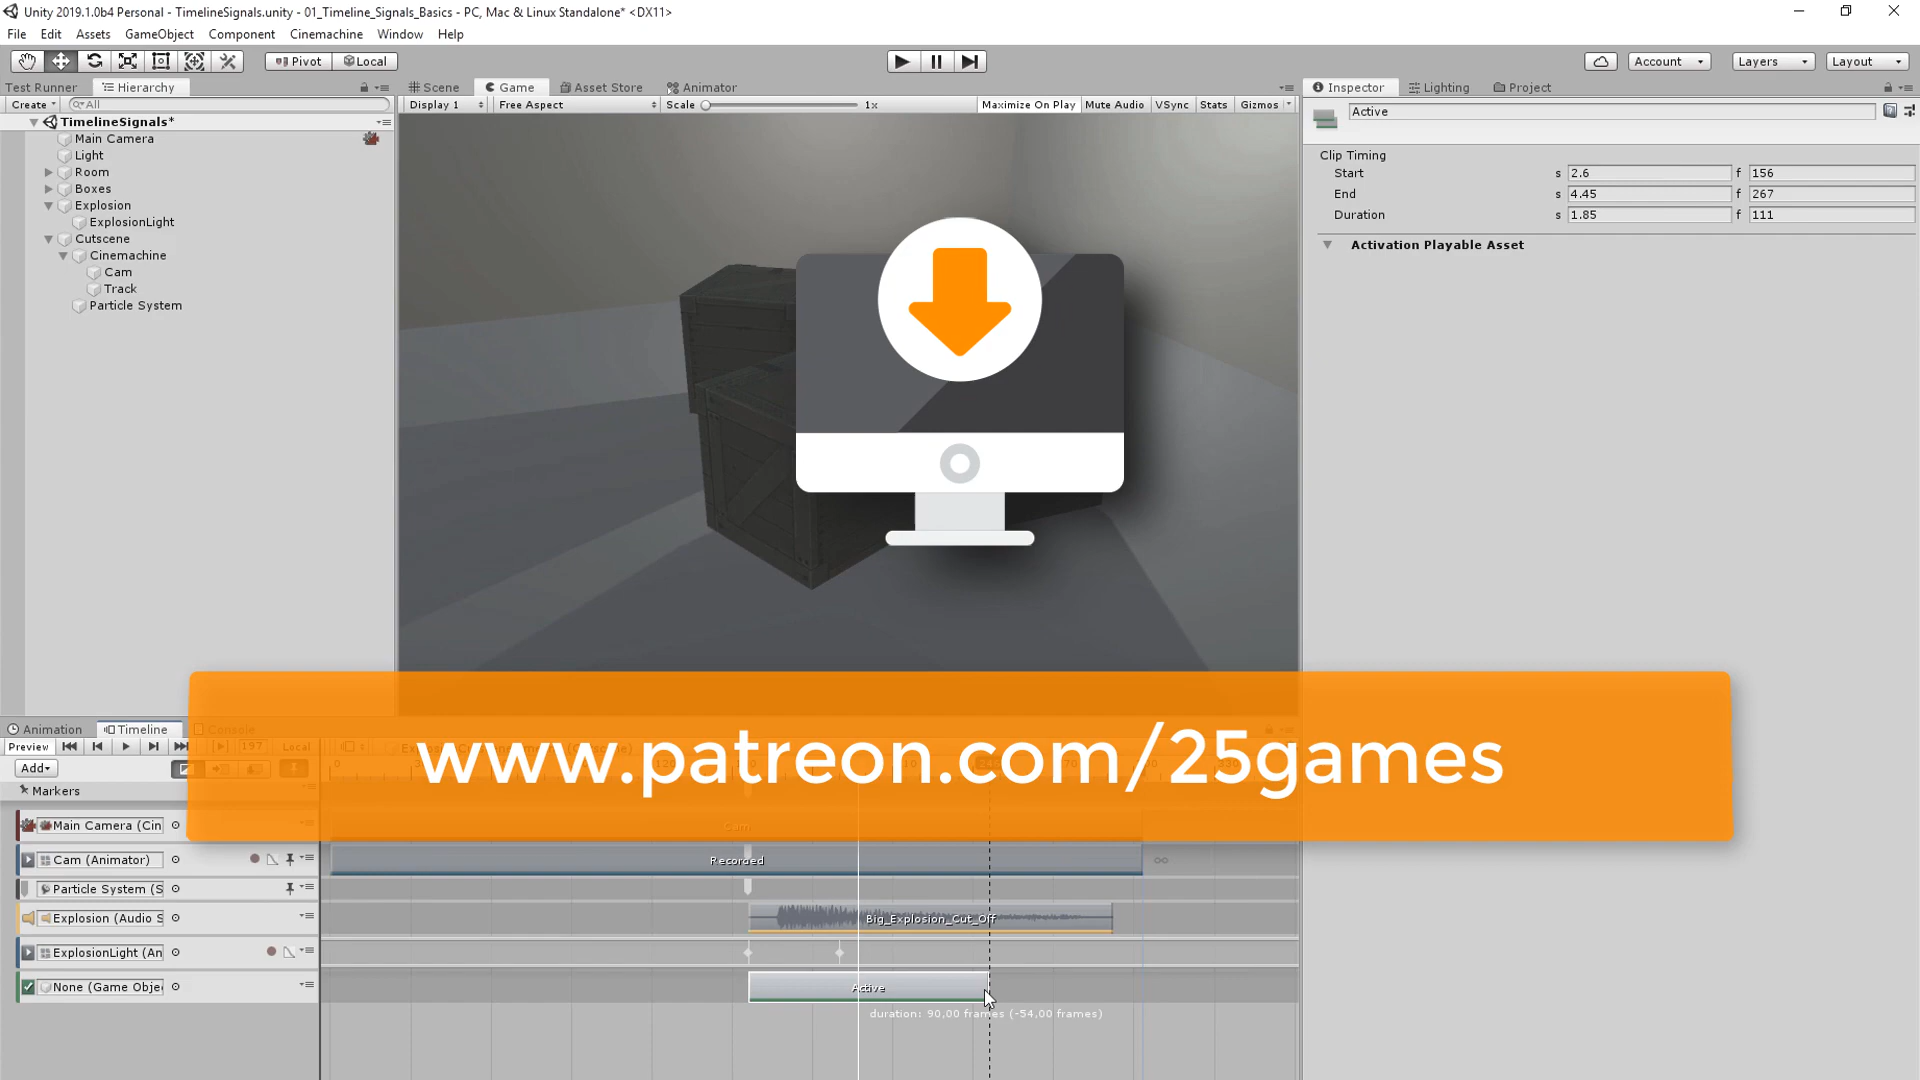 Unity 2019.1.0b4 Personal - TimelineSignals.unity - 01_Timeline_Signals_Basics - PC, Mac & Linux Standalone* <DX11>
File Edit Assets GameObject Component Cinemachine Window Help
Pivot Local Account Layers Layout
Test Runner Hierarchy Scene Game Asset Store Animator Inspector Lighting Project
Create All Display 1 Free Aspect Scale 1x Maximize On Play Mute Audio VSync Stats Gizmos
TimelineSignals*
Main Camera
Light
Room
Boxes
Explosion
ExplosionLight
Cutscene
Cinemachine
Cam
Track
Particle System
Active
Clip Timing
Start s 2.6 f 156
End s 4.45 f 267
Duration s 1.85 f 111
Activation Playable Asset
Animation Timeline Console
Preview 197 Local
Add
Markers
www.patreon.com/25games
Main Camera (Cin Cam
Cam (Animator) Recorded
Particle System (S
Explosion (Audio S Big_Explosion_Cut_Off
ExplosionLight (An
None (Game Obje Active
duration: 90,00 frames (-54,00 frames)